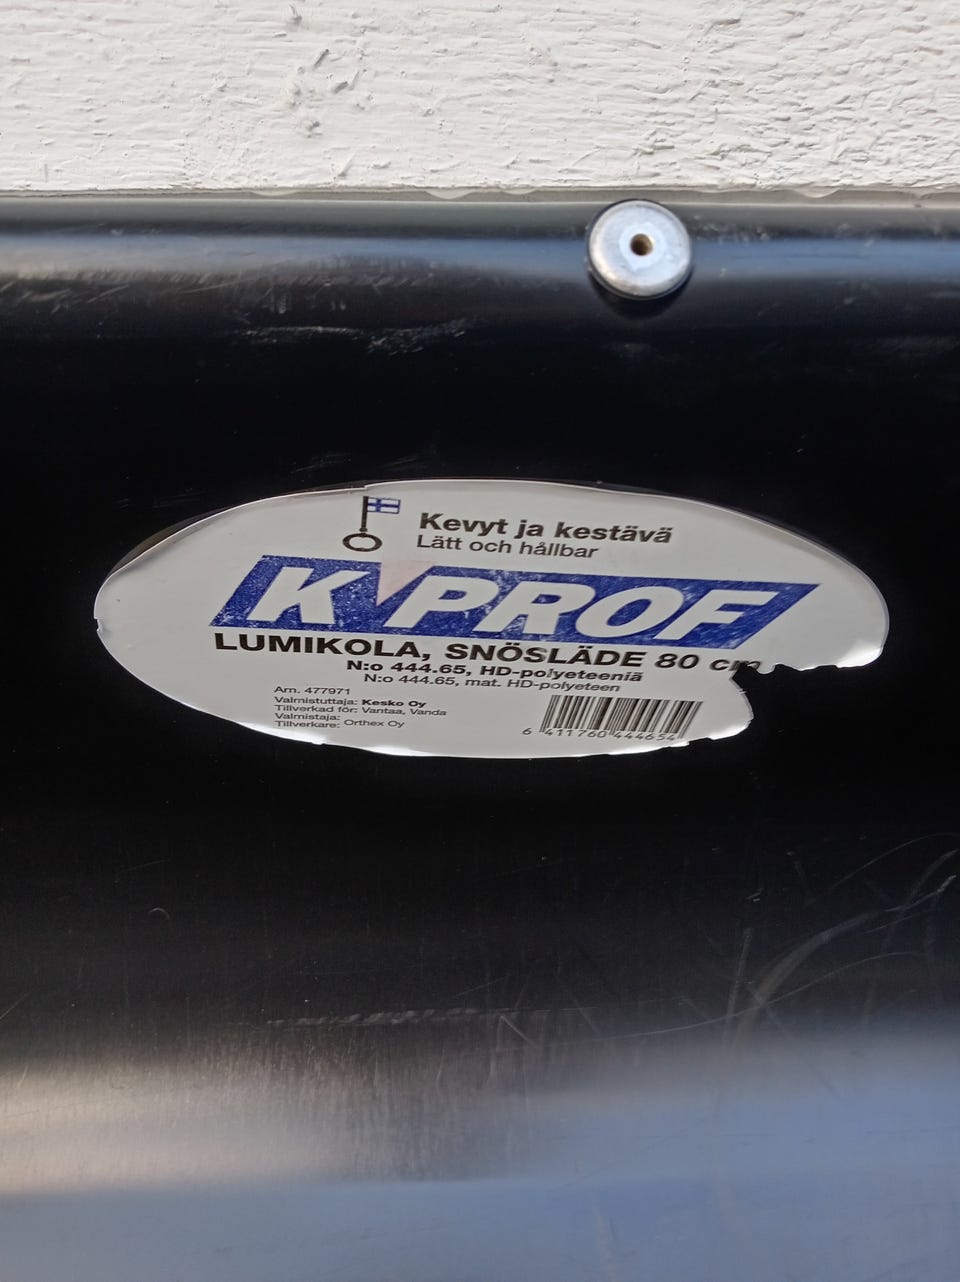 Kevyt ja kestävä
Lätt och hållbar
K PROF
LUMIKOLA, SNÖSLÄDE 80 cm
N:o 444.65, HD-polyeteeniä
N:o 444.65, mat. HD-polyeteen
Arn. 477971
Valmistuttaja: Kesko Oy
Tillverkad för: Vantaa, Vanda
Valmistaja:
Tillverkare: Orthex Oy
6 411760 444654